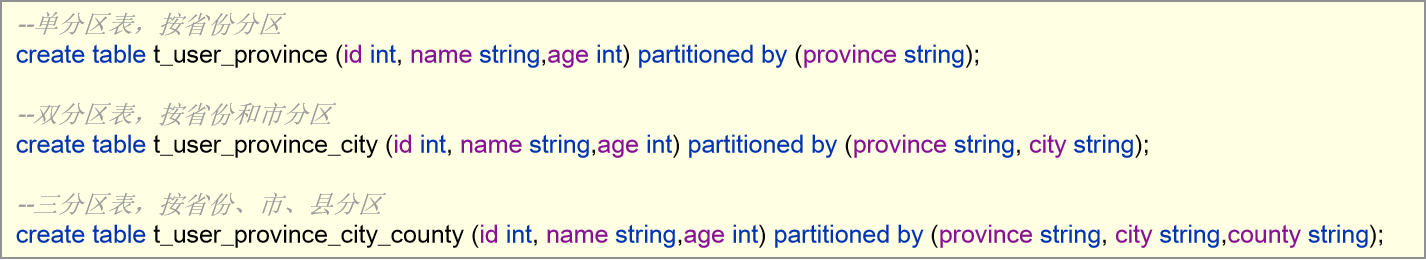 --单分区表，按省份分区
create table t_user_province (id int, name string,age int) partitioned by (province string);
--双分区表，按省份和市分区
create table t_user_province_city (id int, name string,age int) partitioned by (province string, city string);
--三分区表，按省份、市、县分区
create table t_user_province_city_county (id int, name string,age int) partitioned by (province string, city string,county string);